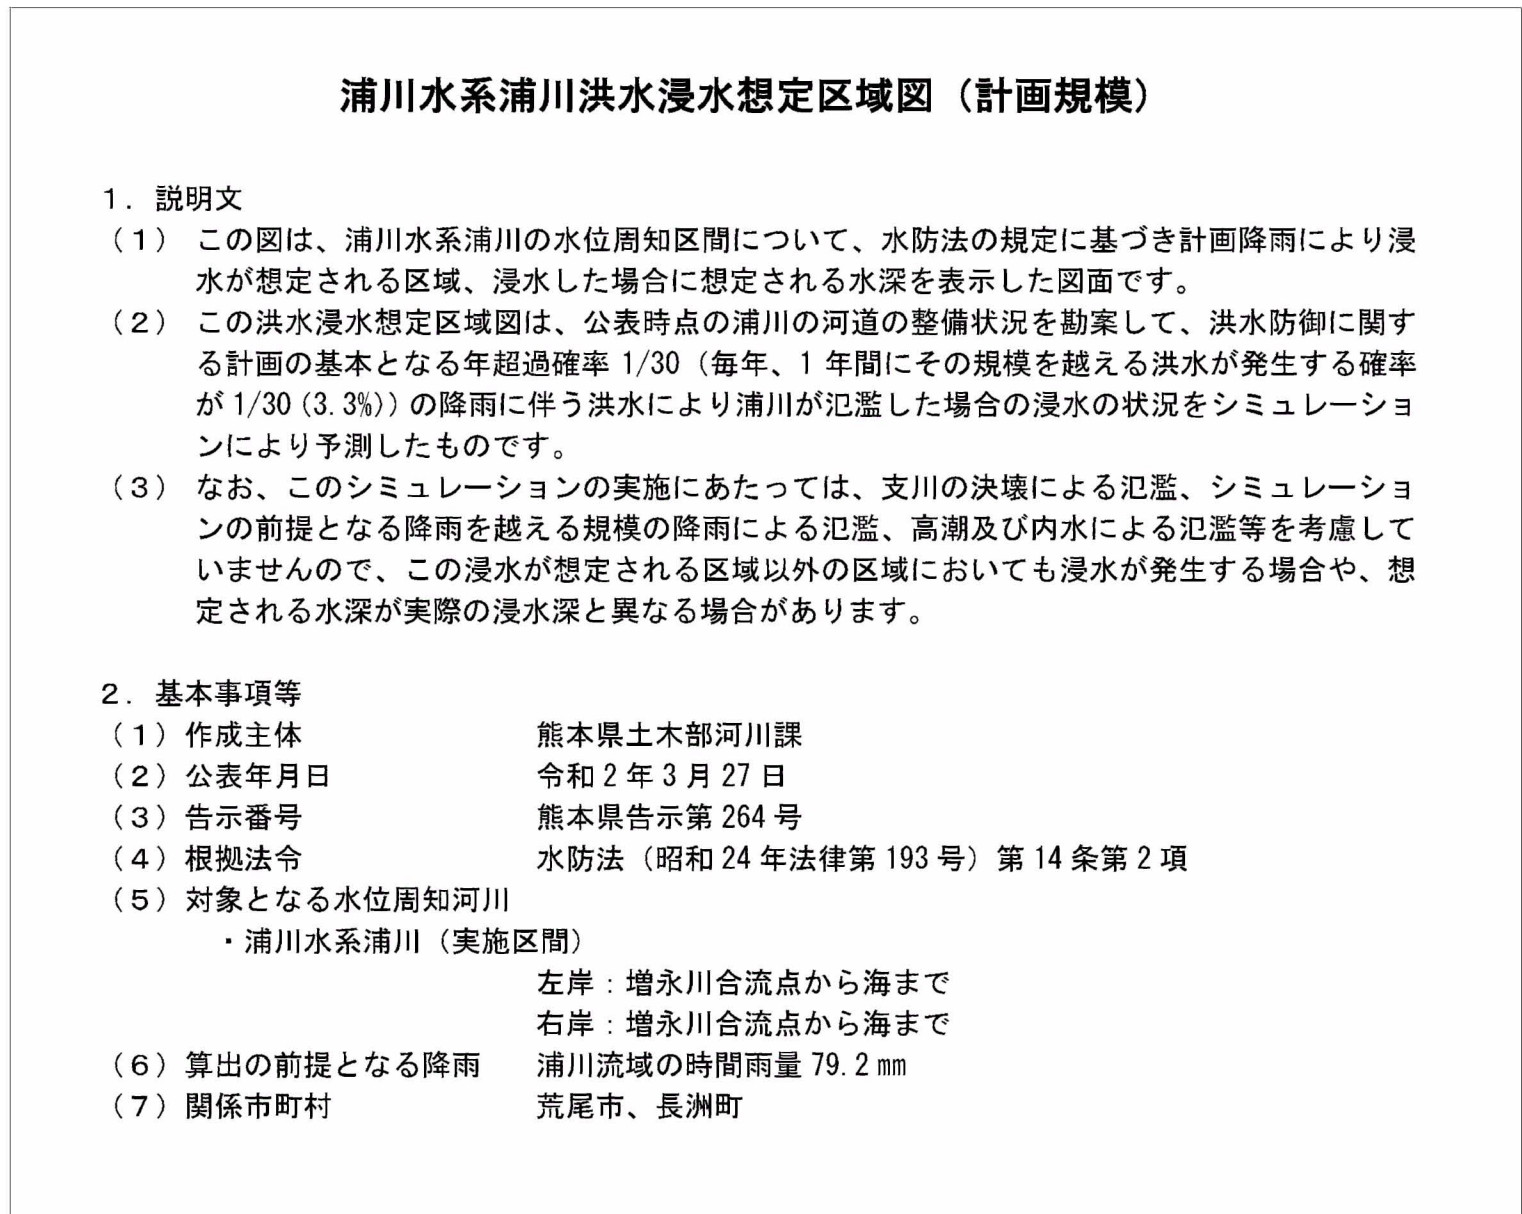 浦川水系浦川洪水浸水想定区域図（計画規模）
１．説明文
（１） この図は、浦川水系浦川の水位周知区間について、水防法の規定に基づき計画降雨により浸
水が想定される区域、浸水した場合に想定される水深を表示した図面です。
（２） この洪水浸水想定区域図は、公表時点の浦川の河道の整備状況を勘案して、洪水防御に関す
る計画の基本となる年超過確率 1/30（毎年、1 年間にその規模を越える洪水が発生する確率
が 1/30(3.3%)）の降雨に伴う洪水により浦川が氾濫した場合の浸水の状況をシミュレーショ
ンにより予測したものです。
（３） なお、このシミュレーションの実施にあたっては、支川の決壊による氾濫、シミュレーショ
ンの前提となる降雨を越える規模の降雨による氾濫、高潮及び内水による氾濫等を考慮して
いませんので、この浸水が想定される区域以外の区域においても浸水が発生する場合や、想
定される水深が実際の浸水深と異なる場合があります。
２．基本事項等
（１）作成主体 熊本県土木部河川課
（２）公表年月日 令和 2 年 3 月 27 日
（３）告示番号 熊本県告示第 264 号
（４）根拠法令 水防法（昭和 24 年法律第 193 号）第 14 条第 2 項
（５）対象となる水位周知河川
・浦川水系浦川（実施区間）
左岸：増永川合流点から海まで
右岸：増永川合流点から海まで
（６）算出の前提となる降雨 浦川流域の時間雨量 79.2 mm
（７）関係市町村 荒尾市、長洲町